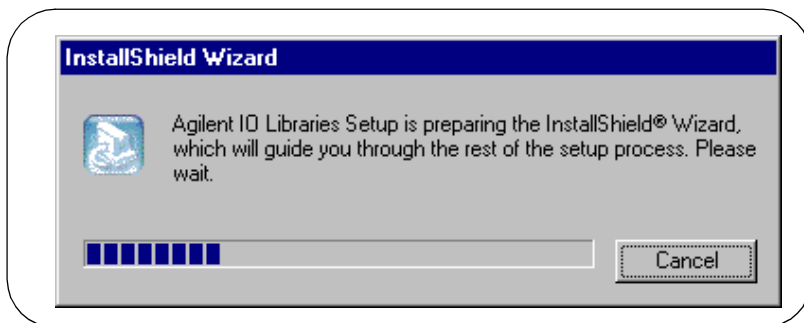 InstallShield Wizard
Agilent IO Libraries Setup is preparing the InstallShield® Wizard,
which will guide you through the rest of the setup process. Please
wait.
Cancel